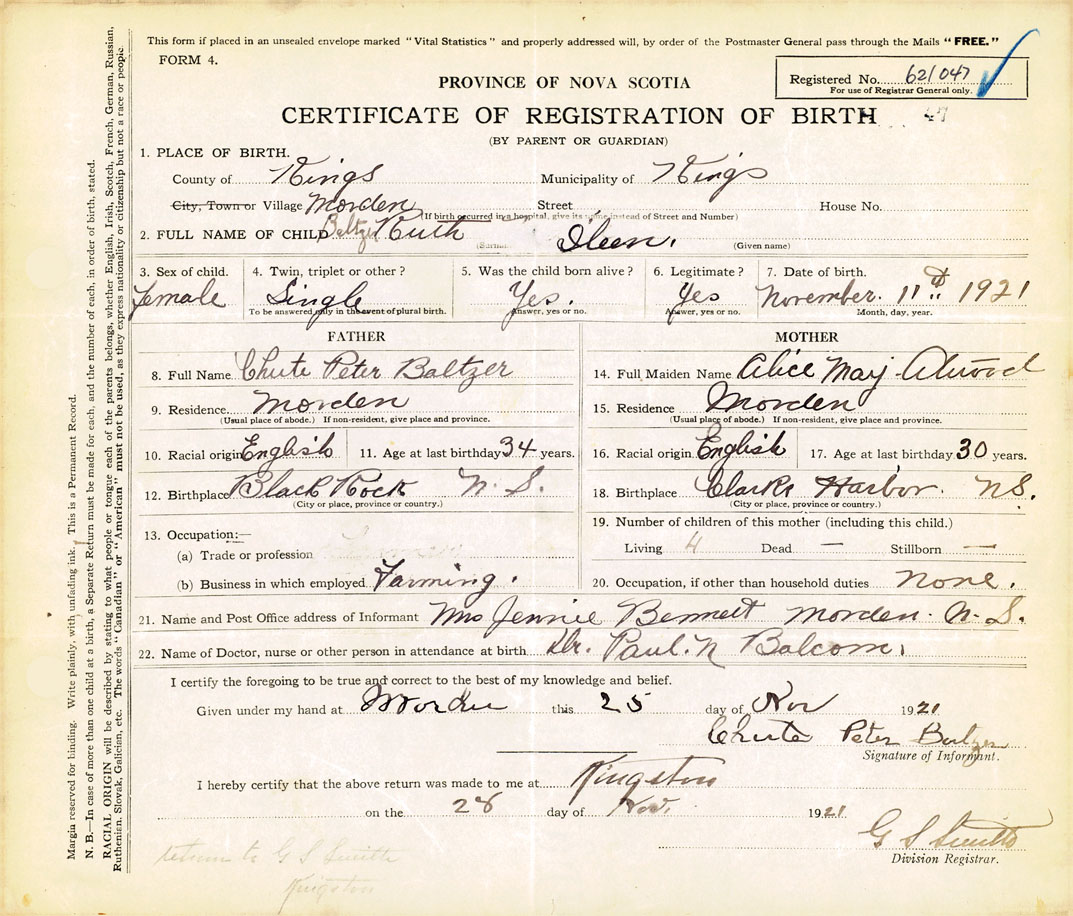 This form if placed in an unsealed envelope marked "Vital Statistics" and properly addressed will, by order of the Postmaster General pass through the Mails "FREE."
FORM 4.
Registered No. 621047
For use of Registrar General only.
PROVINCE OF NOVA SCOTIA
CERTIFICATE OF REGISTRATION OF BIRTH 47
(BY PARENT OR GUARDIAN)
1. PLACE OF BIRTH.
County of Kings Municipality of Kings
City, Town or Village Morden Street House No.
(If birth occurred in a hospital, give its name instead of Street and Number)
2. FULL NAME OF CHILD Baltzer Ruth Ileen.
(Given name)
3. Sex of child. 4. Twin, triplet or other? 5. Was the child born alive? 6. Legitimate? 7. Date of birth.
female Single Yes. Yes November. 11th 1921
To be answered only in the event of plural birth. Answer, yes or no. Answer, yes or no. Month, day, year.
FATHER
8. Full Name Chute Peter Baltzer
9. Residence Morden
(Usual place of abode.) If non-resident, give place and province.
10. Racial origin English 11. Age at last birthday 34 years.
12. Birthplace Black Rock N. S.
(City or place, province or country.)
13. Occupation:—
(a) Trade or profession
(b) Business in which employed Farming.
MOTHER
14. Full Maiden Name Alice May Atwood
15. Residence Morden
(Usual place of abode.) If non-resident, give place and province.
16. Racial origin English 17. Age at last birthday 30 years.
18. Birthplace Clarks Harbor. N S.
(City or place, province or country.)
19. Number of children of this mother (including this child.)
Living 4 Dead — Stillborn —
20. Occupation, if other than household duties none.
21. Name and Post Office address of Informant Mrs Jennie Bennett Morden. N. S.
22. Name of Doctor, nurse or other person in attendance at birth. Dr. Paul. N Balcom.
I certify the foregoing to be true and correct to the best of my knowledge and belief.
Given under my hand at Morden this 25 day of Nov 1921
Chute Peter Baltzer
Signature of Informant.
I hereby certify that the above return was made to me at Kingston
on the 28 day of Nov. 1921
G S Smith
Division Registrar.
return to G S Smith
Kingston
Margin reserved for binding. Write plainly, with unfading ink. This is a Permanent Record.
N. B.—In case of more than one child at a birth, a Separate Return must be made for each, and the number of each, in order of birth, stated.
RACIAL ORIGIN will be described by stating to what people or tongue each of the parents belongs, whether English, Irish, Scotch, French, German, Russian,
Ruthenian, Slovak, Galician, etc. The words "Canadian" or "American" must not be used, as they express nationality or citizenship but not a race or people.